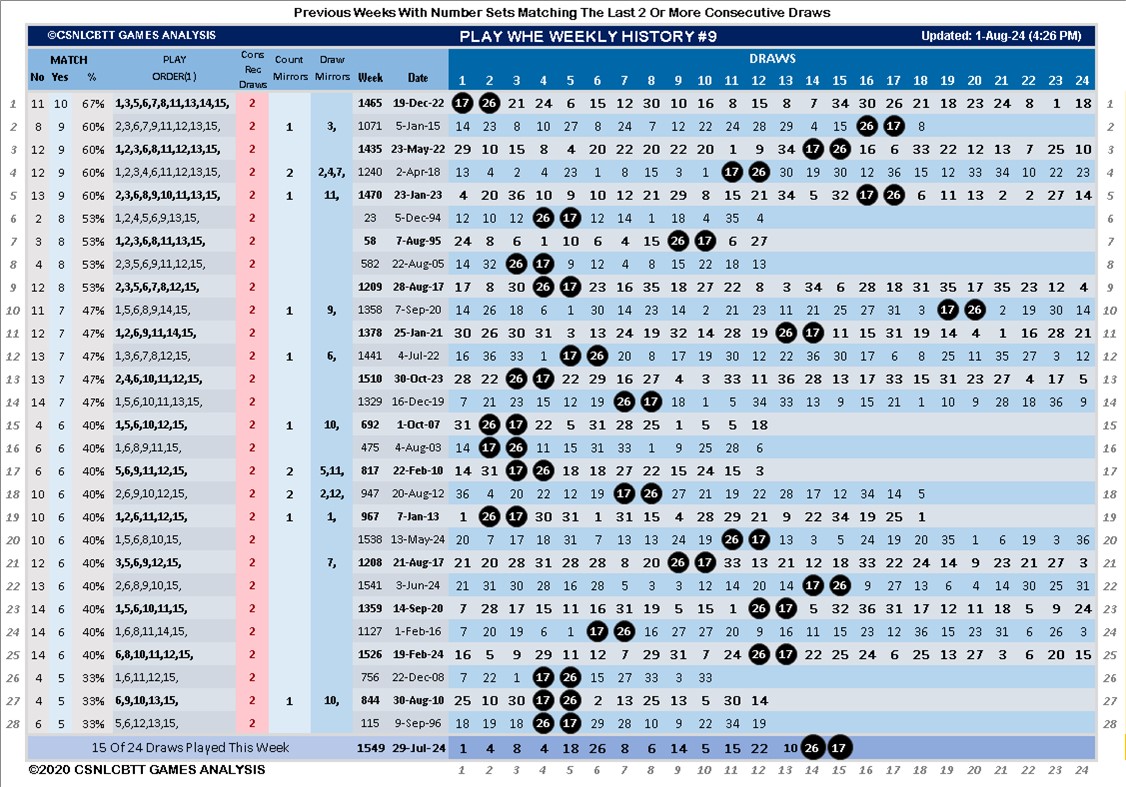 Previous Weeks With Number Sets Matching The Last 2 Or More Consecutive Draws
©CSNLCBTT GAMES ANALYSIS PLAY WHE WEEKLY HISTORY #9 Updated: 1-Aug-24 (4:26 PM)
MATCH PLAY Cons Rec Draws Count Draw DRAWS
No Yes % ORDER(1) Mirrors Mirrors Week Date 1 2 3 4 5 6 7 8 9 10 11 12 13 14 15 16 17 18 19 20 21 22 23 24
1 11 10 67% 1,3,5,6,7,8,11,13,14,15, 2 1465 19-Dec-22 17 26 21 24 6 15 12 30 10 16 8 15 8 7 34 30 26 21 18 23 24 8 1 18 1
2 8 9 60% 2,3,6,7,9,11,12,13,15, 2 1 3, 1071 5-Jan-15 14 23 8 10 27 8 24 7 12 22 24 28 29 4 15 26 17 8 2
3 12 9 60% 1,2,3,6,8,11,12,13,15, 2 1435 23-May-22 29 10 15 8 4 20 22 20 22 20 1 9 34 17 26 16 6 33 22 12 13 7 25 10 3
4 12 9 60% 1,2,3,4,6,11,12,13,15, 2 2 2,4,7, 1240 2-Apr-18 13 4 2 4 23 1 8 15 3 1 17 26 30 19 30 12 36 15 12 33 34 10 22 23 4
5 13 9 60% 2,3,6,8,9,10,11,13,15, 2 1 11, 1470 23-Jan-23 4 20 36 10 9 10 12 21 29 8 15 21 34 5 32 17 26 6 11 13 2 2 27 14 5
6 2 8 53% 1,2,4,5,6,9,13,15, 2 23 5-Dec-94 12 10 12 26 17 12 14 1 18 4 35 4 6
7 3 8 53% 1,2,3,6,8,11,13,15, 2 58 7-Aug-95 24 8 6 1 10 6 4 15 26 17 6 27 7
8 4 8 53% 2,3,5,6,9,11,12,15, 2 582 22-Aug-05 14 32 26 17 9 12 4 8 15 22 18 13 8
9 12 8 53% 2,3,5,6,7,8,12,15, 2 1209 28-Aug-17 17 8 30 26 17 23 16 35 18 27 22 8 3 34 6 28 18 31 35 17 35 23 12 4 9
10 11 7 47% 1,5,6,8,9,14,15, 2 1 9, 1358 7-Sep-20 14 26 18 6 1 30 14 23 14 2 21 23 11 21 25 27 31 3 17 26 2 19 30 14 10
11 12 7 47% 1,2,6,9,11,14,15, 2 1378 25-Jan-21 30 26 30 31 3 13 24 19 32 14 28 19 26 17 11 15 31 19 14 4 1 16 28 21 11
12 13 7 47% 1,3,6,7,8,12,15, 2 1 6, 1441 4-Jul-22 16 36 33 1 17 26 20 8 17 19 30 12 22 36 30 17 6 8 25 11 35 27 3 12 12
13 13 7 47% 2,4,6,10,11,12,15, 2 1510 30-Oct-23 28 22 26 17 22 29 16 27 4 3 33 11 36 28 13 17 33 15 31 23 27 4 17 5 13
14 14 7 47% 1,5,6,10,11,13,15, 2 1329 16-Dec-19 7 21 23 15 12 19 26 17 18 1 5 34 33 13 9 15 21 1 10 9 28 18 36 9 14
15 4 6 40% 1,5,6,10,12,15, 2 1 10, 692 1-Oct-07 31 26 17 22 5 31 28 25 1 5 5 18 15
16 4 6 40% 1,6,8,9,11,15, 2 475 4-Aug-03 14 17 26 11 15 31 33 1 9 25 28 6 16
17 6 6 40% 5,6,9,11,12,15, 2 2 5,11, 817 22-Feb-10 14 31 17 26 18 18 27 22 15 24 15 3 17
18 10 6 40% 2,6,9,10,12,15, 2 2 2,12, 947 20-Aug-12 36 4 20 22 12 19 17 26 27 21 19 22 28 17 12 34 14 5 18
19 10 6 40% 1,2,6,11,12,15, 2 1 1, 967 7-Jan-13 1 26 17 30 31 1 31 15 4 28 29 21 9 22 34 19 25 1 19
20 10 6 40% 1,5,6,8,10,15, 2 1538 13-May-24 20 7 17 18 31 7 13 13 24 19 26 17 13 3 5 24 19 20 35 1 6 19 3 36 20
21 12 6 40% 3,5,6,9,12,15, 2 7, 1208 21-Aug-17 21 20 28 31 28 28 8 20 26 17 33 13 21 12 18 33 22 24 14 9 23 21 27 3 21
22 13 6 40% 2,6,8,9,10,15, 2 1541 3-Jun-24 21 31 30 28 16 28 5 3 3 12 14 20 14 17 26 9 27 13 6 4 14 30 25 31 22
23 14 6 40% 1,5,6,10,11,15, 2 1359 14-Sep-20 7 28 17 15 11 16 31 19 5 15 1 26 17 5 32 36 31 17 12 11 18 5 9 24 23
24 14 6 40% 1,6,8,11,14,15, 2 1127 1-Feb-16 7 20 19 6 1 17 26 16 27 27 20 9 16 11 15 23 12 36 15 23 31 6 26 3 24
25 14 6 40% 6,8,10,11,12,15, 2 1526 19-Feb-24 16 5 9 29 11 12 7 29 31 7 24 26 17 22 25 24 6 25 13 27 3 6 20 15 25
26 4 5 33% 1,6,11,12,15, 2 756 22-Dec-08 7 22 1 17 26 15 27 33 3 33 26
27 4 5 33% 6,9,10,13,15, 2 1 10, 844 30-Aug-10 25 10 30 17 26 2 13 25 13 5 30 14 27
28 6 5 33% 5,6,12,13,15, 2 115 9-Sep-96 18 19 18 26 17 29 28 10 9 22 34 19 28
15 Of 24 Draws Played This Week 1549 29-Jul-24 1 4 8 4 18 26 8 6 14 5 15 22 10 26 17
©2020 CSNLCBTT GAMES ANALYSIS 1 2 3 4 5 6 7 8 9 10 11 12 13 14 15 16 17 18 19 20 21 22 23 24